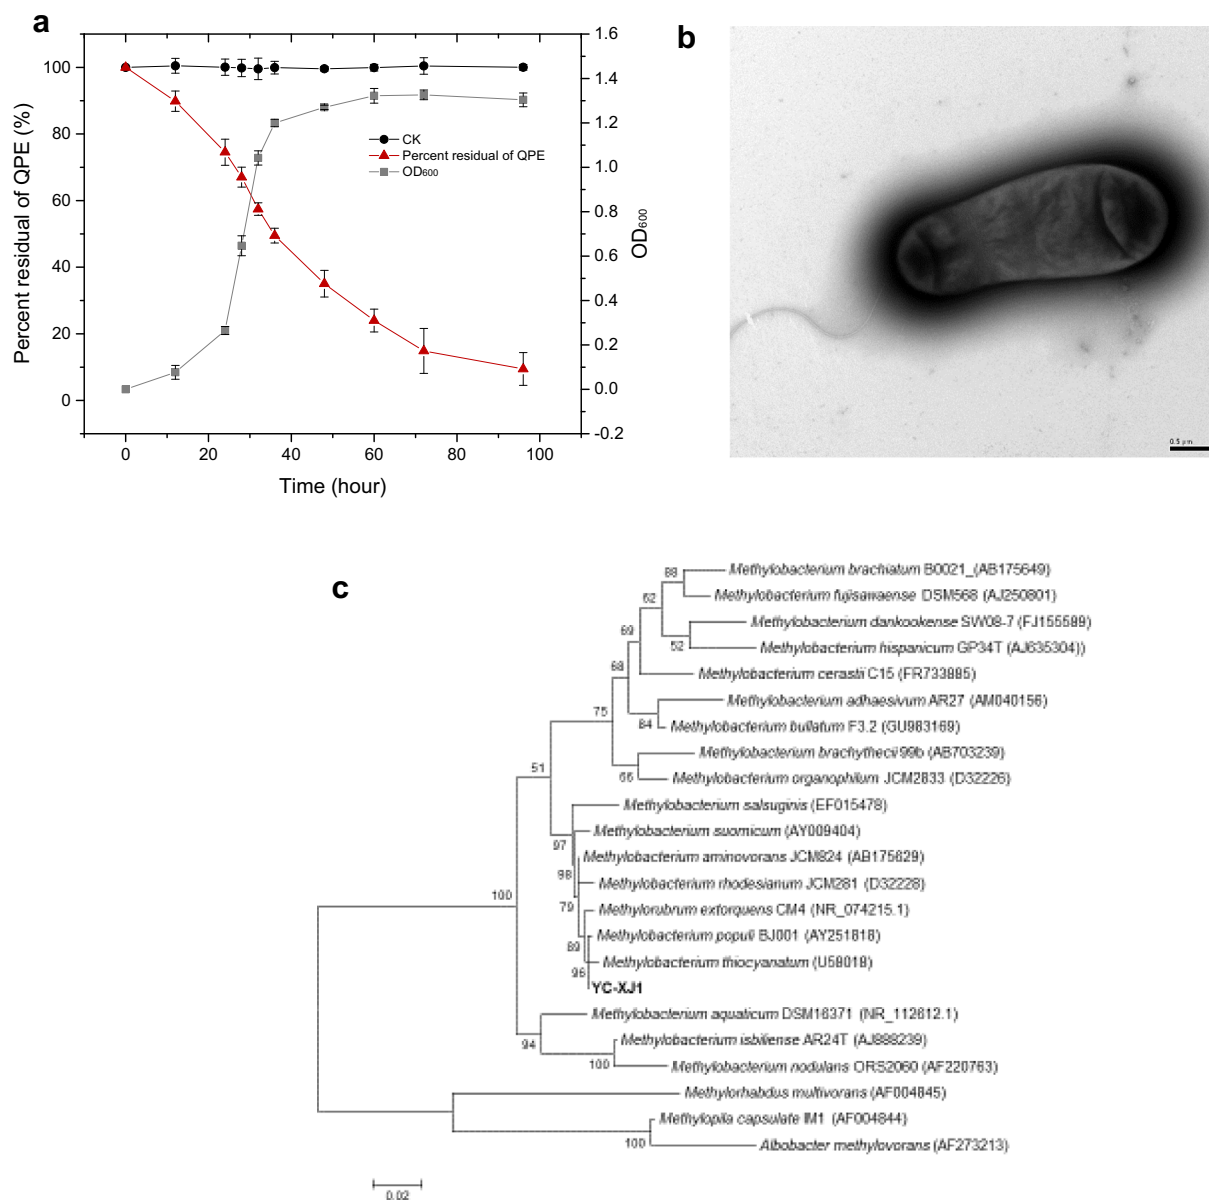 a
Percent residual of QPE (%)
100
80
60
40
20
0
1.6
1.4
1.2
1.0
0.8
0.6
0.4
0.2
0.0
-0.2
OD600
CK
Percent residual of QPE
OD600
0 20 40 60 80 100
Time (hour)
b
0.5 μm
c
88 Methylobacterium brachiatum B0021_(AB175649)
62 Methylobacterium fujisawaense DSM568 (AJ250801)
69 Methylobacterium dankookense SW08-7 (FJ155589)
52 Methylobacterium hispanicum GP34T (AJ635304))
68 Methylobacterium cerastii C15 (FR733885)
75 Methylobacterium adhaesivum AR27 (AM040156)
84 Methylobacterium bullatum F3.2 (GU983169)
Methylobacterium brachythecii 99b (AB703239)
51 66 Methylobacterium organophilum JCM2833 (D32226)
Methylobacterium salsuginis (EF015478)
97 Methylobacterium suomicum (AY009404)
98 Methylobacterium aminovorans JCM824 (AB175629)
100 Methylobacterium rhodesianum JCM281 (D32228)
79 Methylorubrum extorquens CM4 (NR_074215.1)
89 Methylobacterium populi BJ001 (AY251818)
96 Methylobacterium thiocyanatum (U58018)
YC-XJ1
Methylobacterium aquaticum DSM16371 (NR_112612.1)
94 Methylobacterium isbiliense AR24T (AJ888239)
100 Methylobacterium nodulans ORS2060 (AF220763)
Methylorhabdus multivorans (AF004845)
Methylopila capsulate IM1 (AF004844)
100 Albobacter methylovorans (AF273213)
0.02